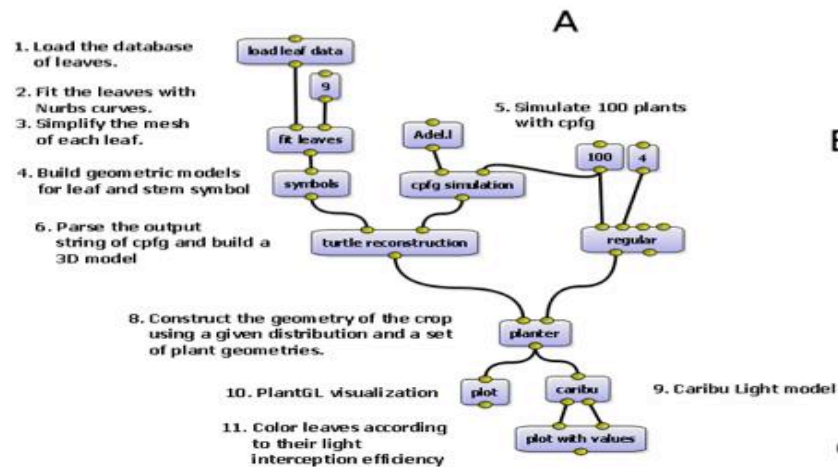 A
1. Load the database
of leaves.
load leaf data
2. Fit the leaves with
Nurbs curves.
9
3. Simplify the mesh
of each leaf.
fit leaves
Adel.l
5. Simulate 100 plants
with cpfg
100
4
4. Build geometric models
for leaf and stem symbol
symbols
cpfg simulation
6. Parse the output
string of cpfg and build a
3D model
turtle reconstruction
regular
8. Construct the geometry of the crop
using a given distribution and a set
of plant geometries.
planter
10. PlantGL visualization
plot
caribu
9. Caribu Light model
11. Color leaves according
to their light
interception efficiency
plot with values